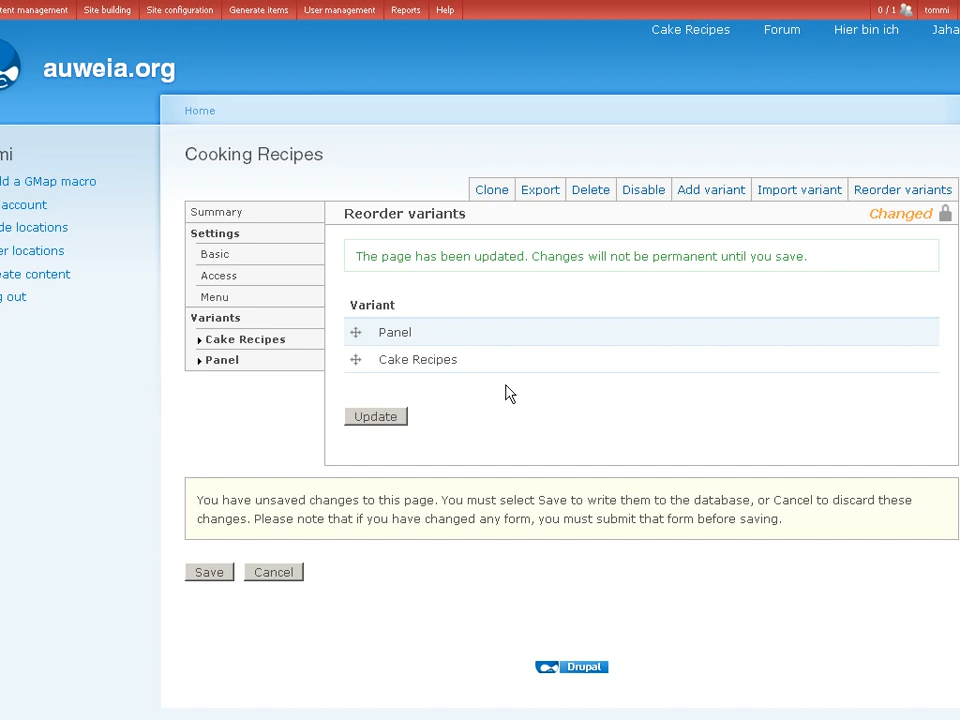 tent management Site building Site configuration Generate items User management Reports Help 0 / 1 tommi
Cake Recipes Forum Hier bin ich Jaha
auweia.org
Home
mi
Cooking Recipes
dd a GMap macro
account
de locations
er locations
eate content
g out
Clone Export Delete Disable Add variant Import variant Reorder variants
Summary
Settings
Basic
Access
Menu
Variants
Cake Recipes
Panel
Reorder variants Changed
The page has been updated. Changes will not be permanent until you save.
Variant
Panel
Cake Recipes
Update
You have unsaved changes to this page. You must select Save to write them to the database, or Cancel to discard these
changes. Please note that if you have changed any form, you must submit that form before saving.
Save Cancel
Drupal